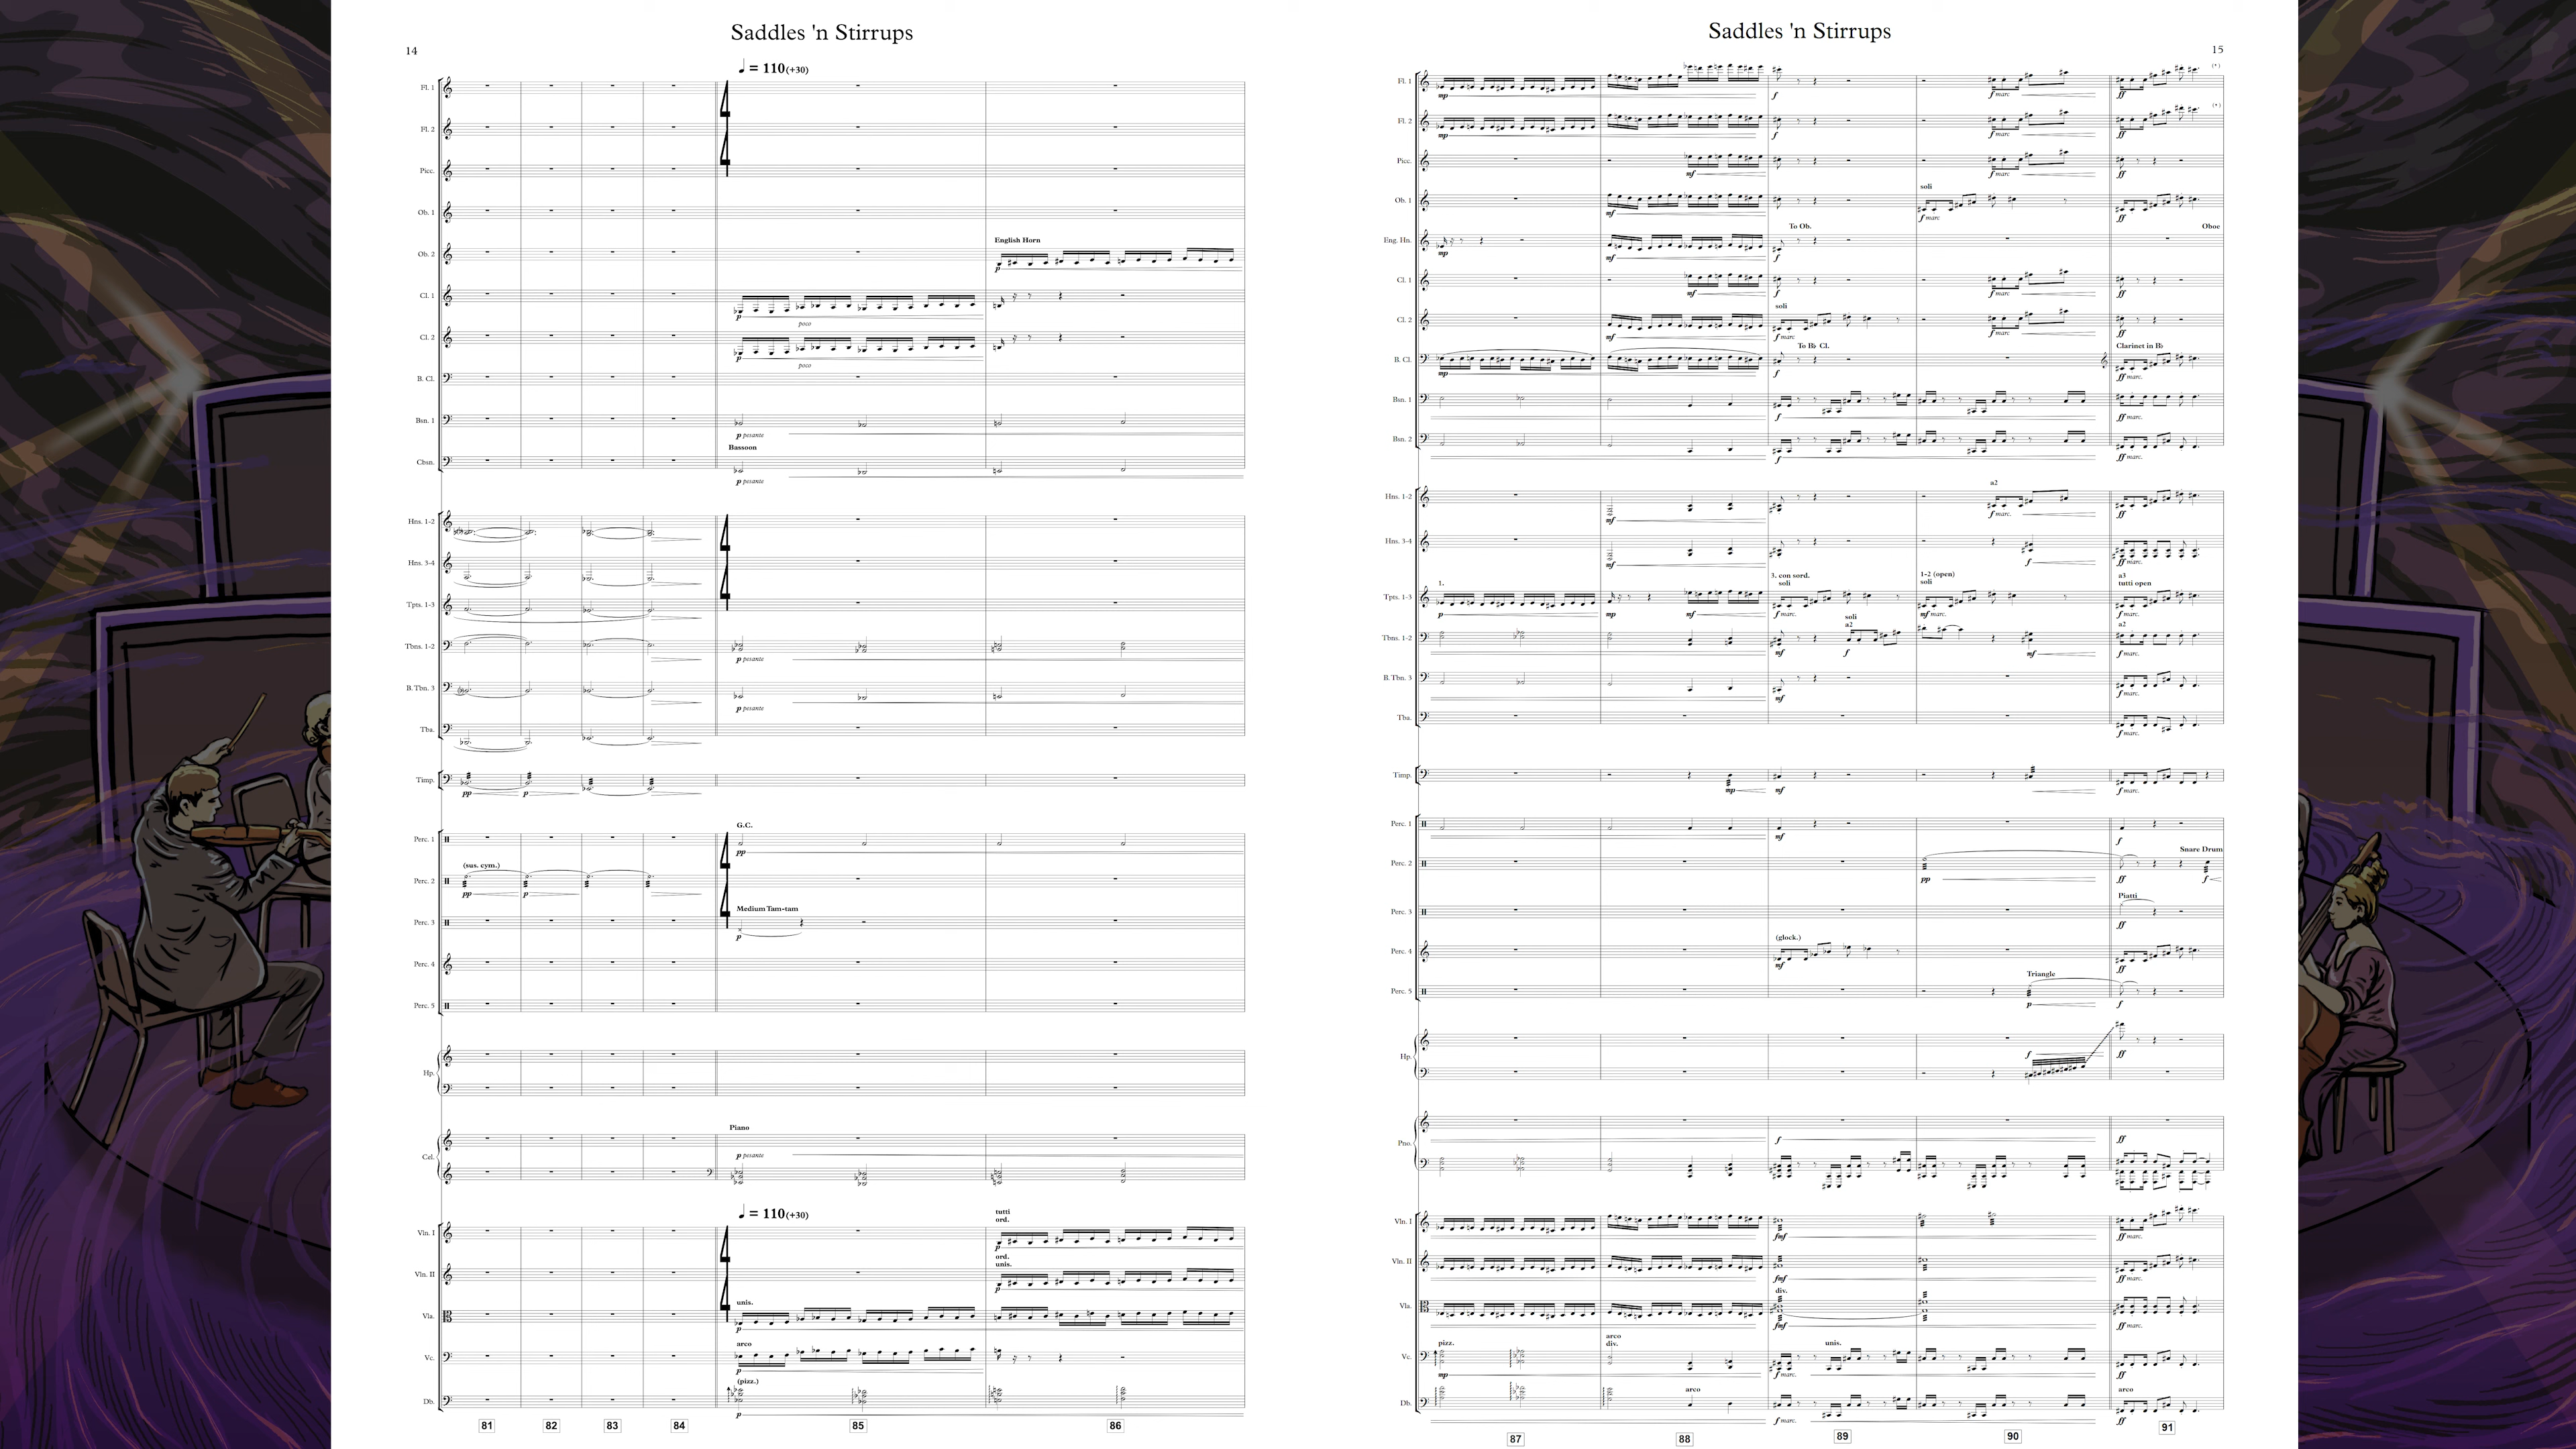 Saddles 'n Stirrups
14
♩ = 110(+30)
Fl. 1
Fl. 2
Picc.
Ob. 1
English Horn
Ob. 2
p
Cl. 1
p
poco
Cl. 2
p
poco
B. Cl.
Bsn. 1
p pesante
Bassoon
Cbsn.
p pesante
Hns. 1-2
Hns. 3-4
Tpts. 1-3
Tbns. 1-2
p pesante
B. Tbn. 3
p pesante
Tba.
Timp.
pp p
G.C.
Perc. 1
pp
(sus. cym.)
Perc. 2
pp p
Medium Tam-tam
Perc. 3
p
Perc. 4
Perc. 5
Hp.
Piano
p pesante
Cel.
♩ = 110(+30)
tutti
ord.
Vln. I
p
ord.
unis.
Vln. II
p
unis.
Vla.
p
arco
Vc.
p
(pizz.)
Db.
p
81 82 83 84 85 86
Saddles 'n Stirrups
15
Fl. 1
mp f f marc ff
Fl. 2
mp f f marc ff
Picc.
mf f marc ff
soli
Ob. 1
mf f marc ff
To Ob. Oboe
Eng. Hn.
mp mf f
Cl. 1
mf f f marc ff
soli
Cl. 2
mf f marc f marc ff
To B♭ Cl. Clarinet in B♭
B. Cl.
mp f ff marc.
Bsn. 1
f ff marc.
Bsn. 2
f ff marc.
a2
Hns. 1-2
mf f marc. ff
Hns. 3-4
mf f ff marc.
1. 3. con sord. 1-2 (open) a3
soli soli tutti open
Tpts. 1-3
p mp mf f marc. mf marc. f marc.
soli
a2 a2
Tbns. 1-2
mf f mf f marc.
B. Tbn. 3
mf f marc.
Tba.
f marc.
Timp.
mp mf f marc.
Perc. 1
mf f
Snare Drum
Perc. 2
pp ff f
Piatti
Perc. 3
ff
(glock.)
Perc. 4
mf ff
Triangle
Perc. 5
p f
Hp.
f ff
Pno.
f ff
Vln. I
fmf ff marc.
Vln. II
fmf ff marc.
div.
Vla.
fmf ff marc.
pizz. arco unis.
div.
Vc.
mp f marc. ff
arco arco
Db.
f marc. ff
87 88 89 90 91